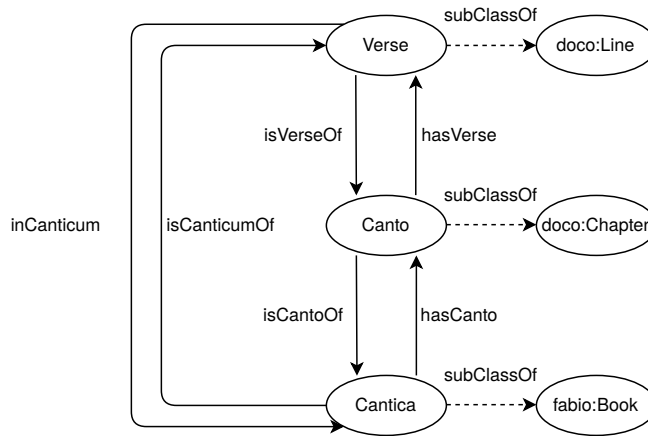 subClassOf
Verse
doco:Line
isVerseOf
hasVerse
subClassOf
inCanticum
isCanticumOf
Canto
doco:Chapter
isCantoOf
hasCanto
subClassOf
Cantica
fabio:Book